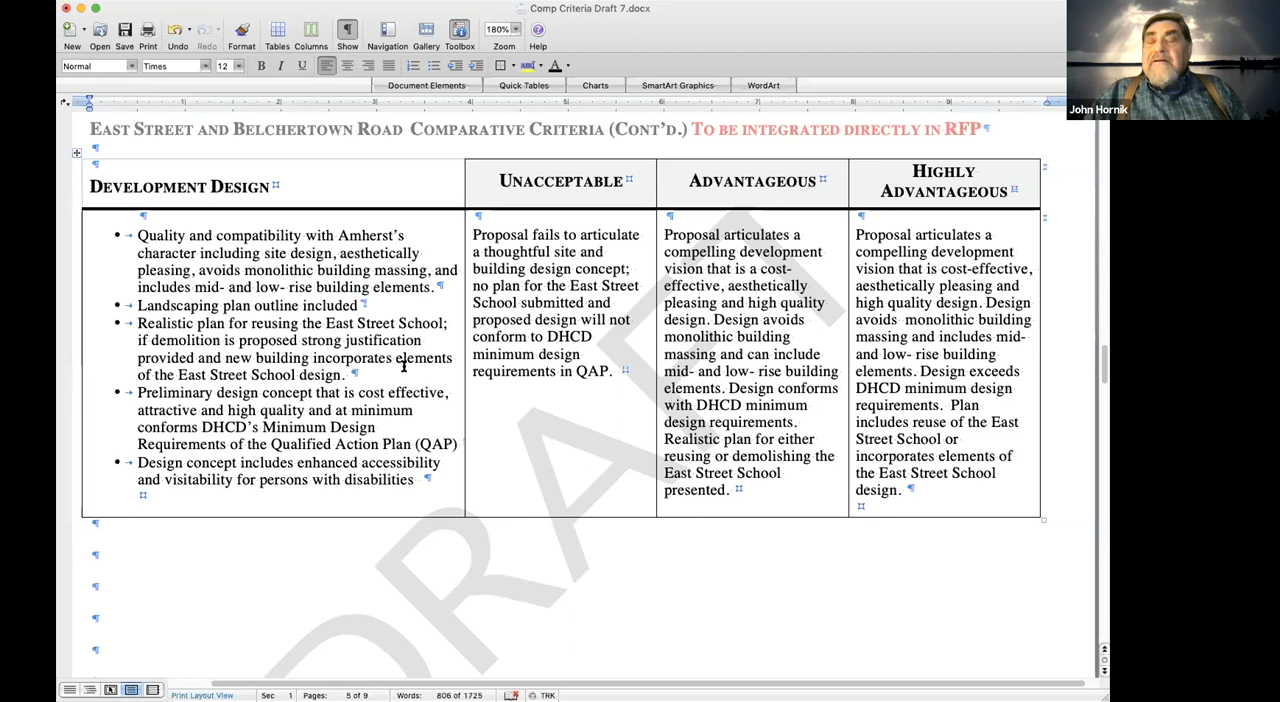 Comp Criteria Draft 7.docx
180%
New Open Save Print Undo Redo Format Tables Columns Show Navigation Gallery Toolbox Zoom Help
Normal Times 12 B I U
Document Elements Quick Tables Charts SmartArt Graphics WordArt
John Hornik
EAST STREET AND BELCHERTOWN ROAD COMPARATIVE CRITERIA (CONT'D.) TO BE INTEGRATED DIRECTLY IN RFP
DEVELOPMENT DESIGN
UNACCEPTABLE
ADVANTAGEOUS
HIGHLY
ADVANTAGEOUS
• Quality and compatibility with Amherst's
character including site design, aesthetically
pleasing, avoids monolithic building massing, and
includes mid- and low- rise building elements.
• Landscaping plan outline included
• Realistic plan for reusing the East Street School;
if demolition is proposed strong justification
provided and new building incorporates elements
of the East Street School design.
• Preliminary design concept that is cost effective,
attractive and high quality and at minimum
conforms DHCD's Minimum Design
Requirements of the Qualified Action Plan (QAP)
• Design concept includes enhanced accessibility
and visitability for persons with disabilities
Proposal fails to articulate
a thoughtful site and
building design concept;
no plan for the East Street
School submitted and
proposed design will not
conform to DHCD
minimum design
requirements in QAP.
Proposal articulates a
compelling development
vision that is a cost-
effective, aesthetically
pleasing and high quality
design. Design avoids
monolithic building
massing and can include
mid- and low- rise building
elements. Design conforms
with DHCD minimum
design requirements.
Realistic plan for either
reusing or demolishing the
East Street School
presented.
Proposal articulates a
compelling development
vision that is cost-effective,
aesthetically pleasing and
high quality design. Design
avoids monolithic building
massing and includes mid-
and low- rise building
elements. Design exceeds
DHCD minimum design
requirements. Plan
includes reuse of the East
Street School or
incorporates elements of
the East Street School
design.
DRAFT
Print Layout View Sec 1 Pages: 5 of 9 Words: 806 of 1725 TRK